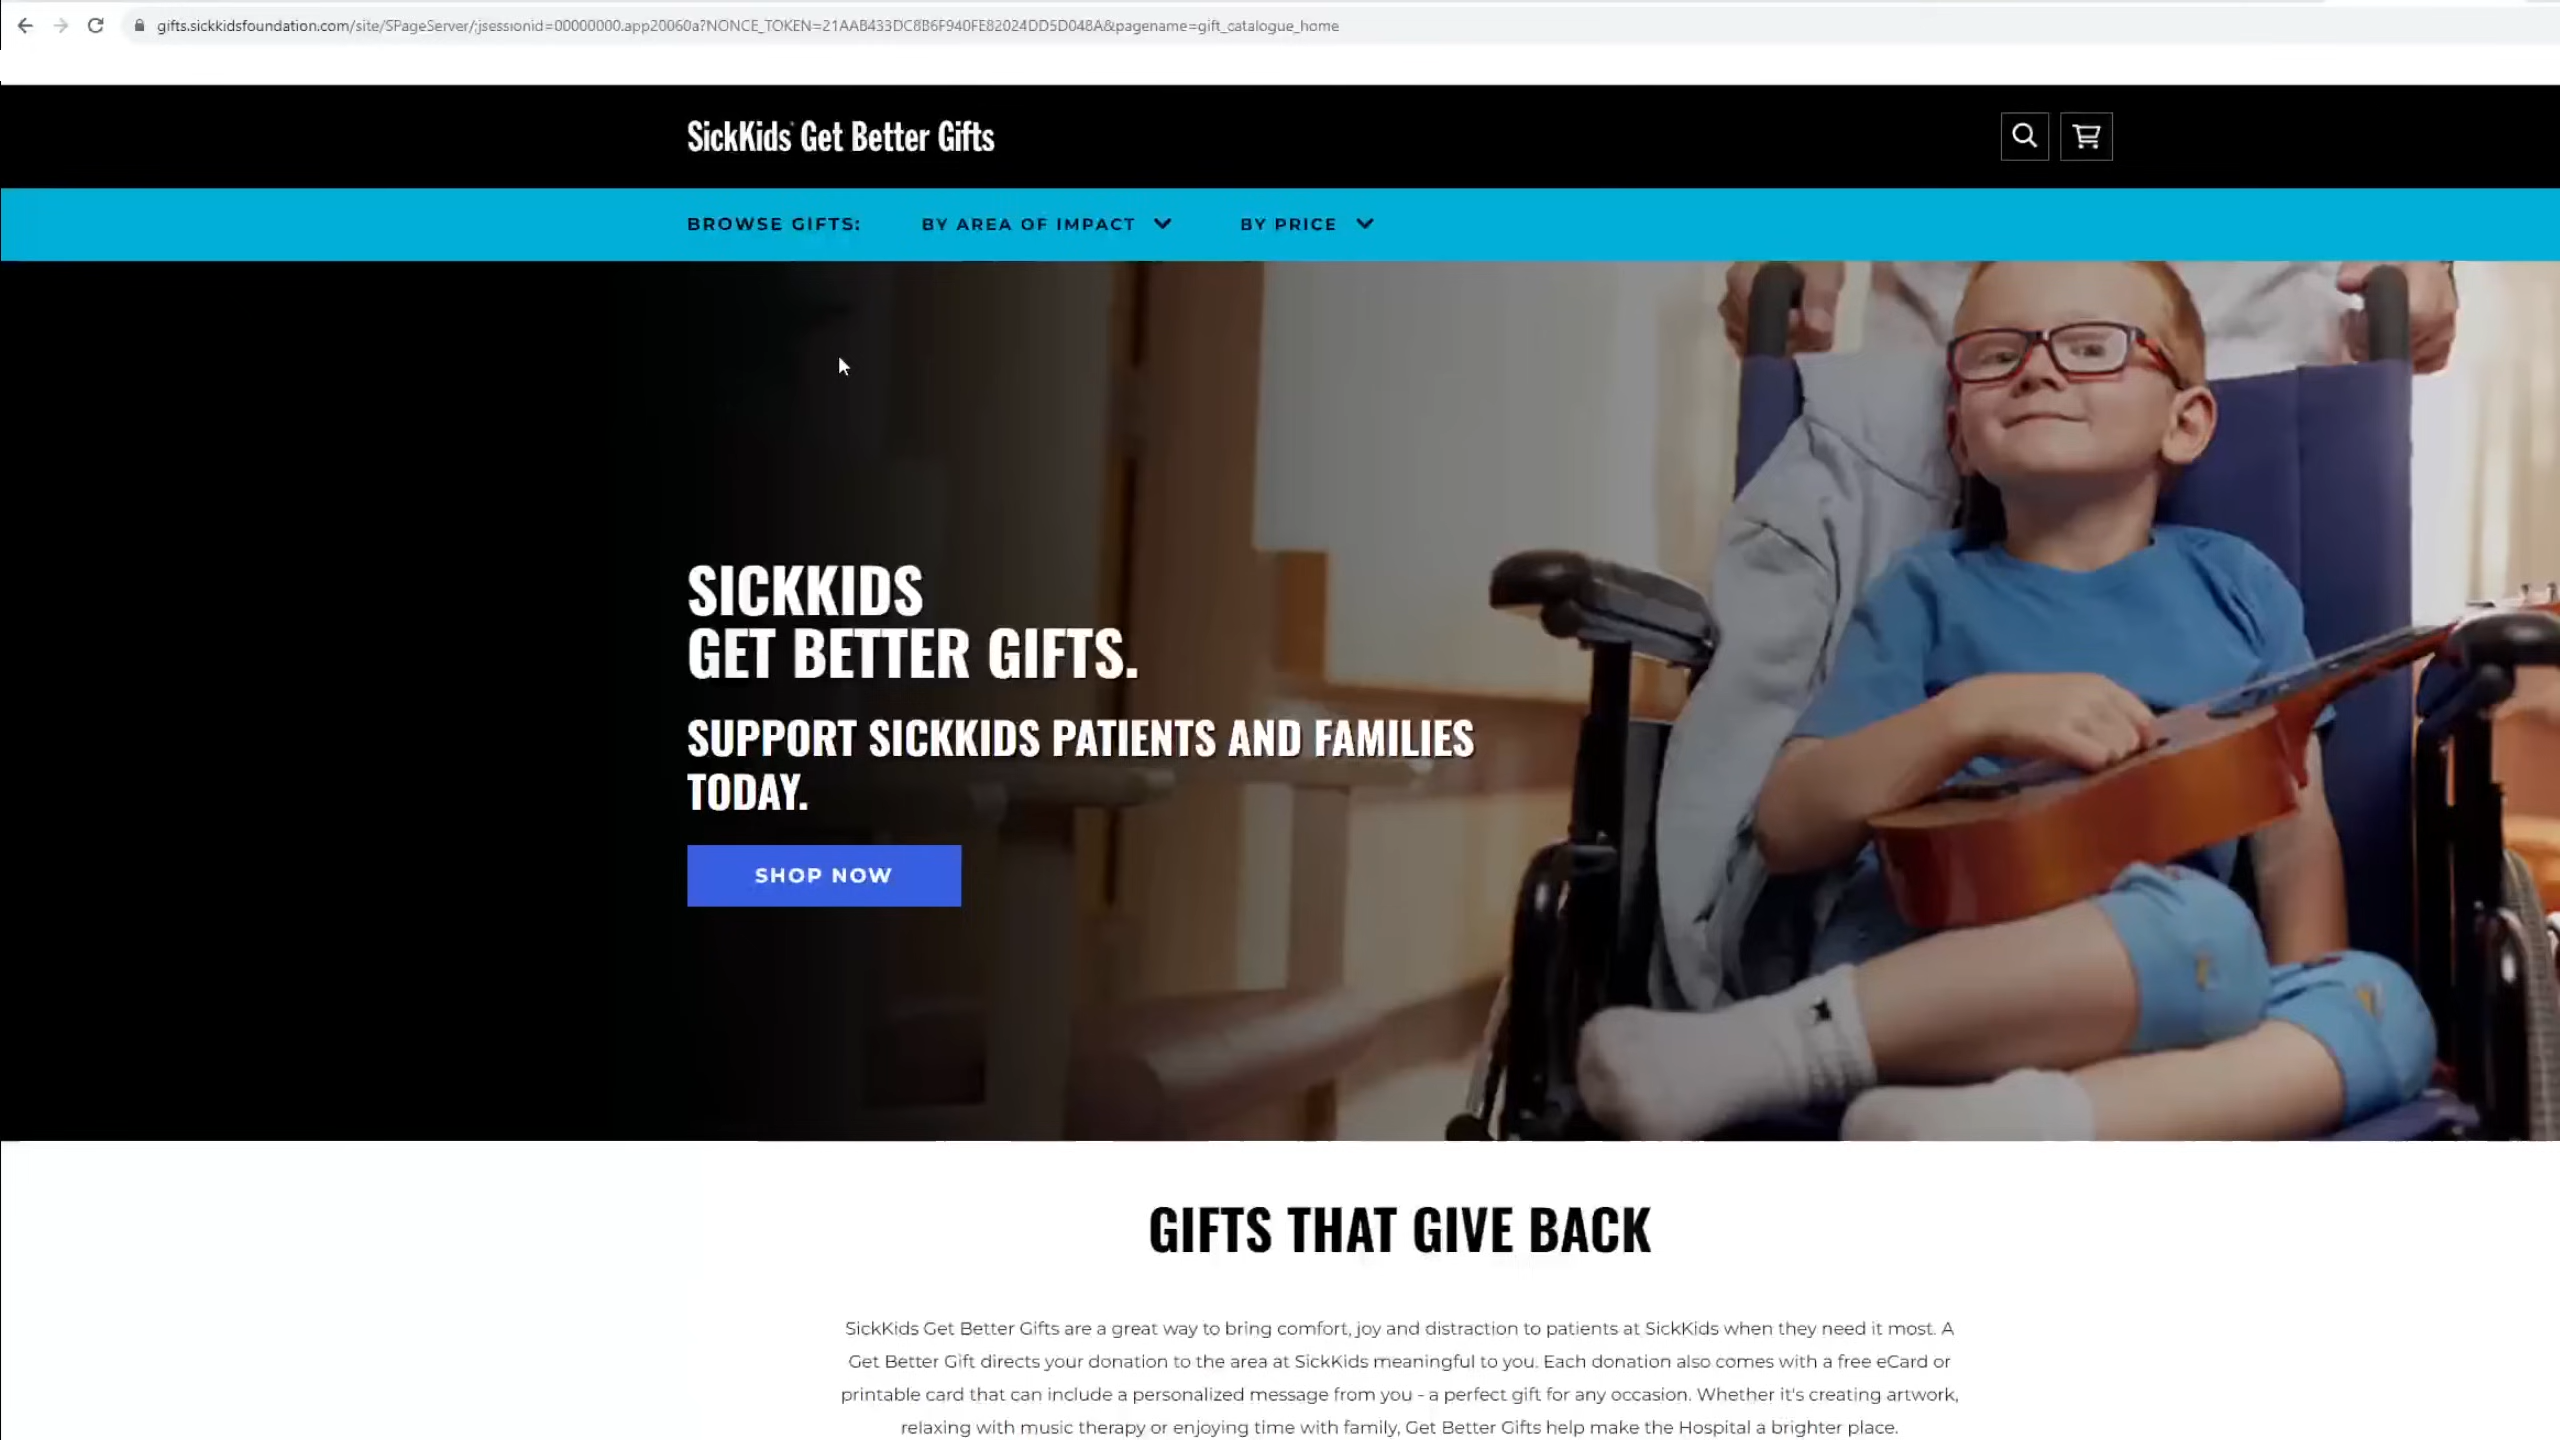 gifts.sickkidsfoundation.com/site/SPageServer/;jsessionid=00000000.app20060a?NONCE_TOKEN=21AAB433DC8B6F940FE82024DD5D048A&pagename=gift_catalogue_home
SickKids Get Better Gifts
BROWSE GIFTS: BY AREA OF IMPACT BY PRICE
SICKKIDS
GET BETTER GIFTS.
SUPPORT SICKKIDS PATIENTS AND FAMILIES
TODAY.
SHOP NOW
GIFTS THAT GIVE BACK
SickKids Get Better Gifts are a great way to bring comfort, joy and distraction to patients at SickKids when they need it most. A
Get Better Gift directs your donation to the area at SickKids meaningful to you. Each donation also comes with a free eCard or
printable card that can include a personalized message from you - a perfect gift for any occasion. Whether it's creating artwork,
relaxing with music therapy or enjoying time with family, Get Better Gifts help make the Hospital a brighter place.